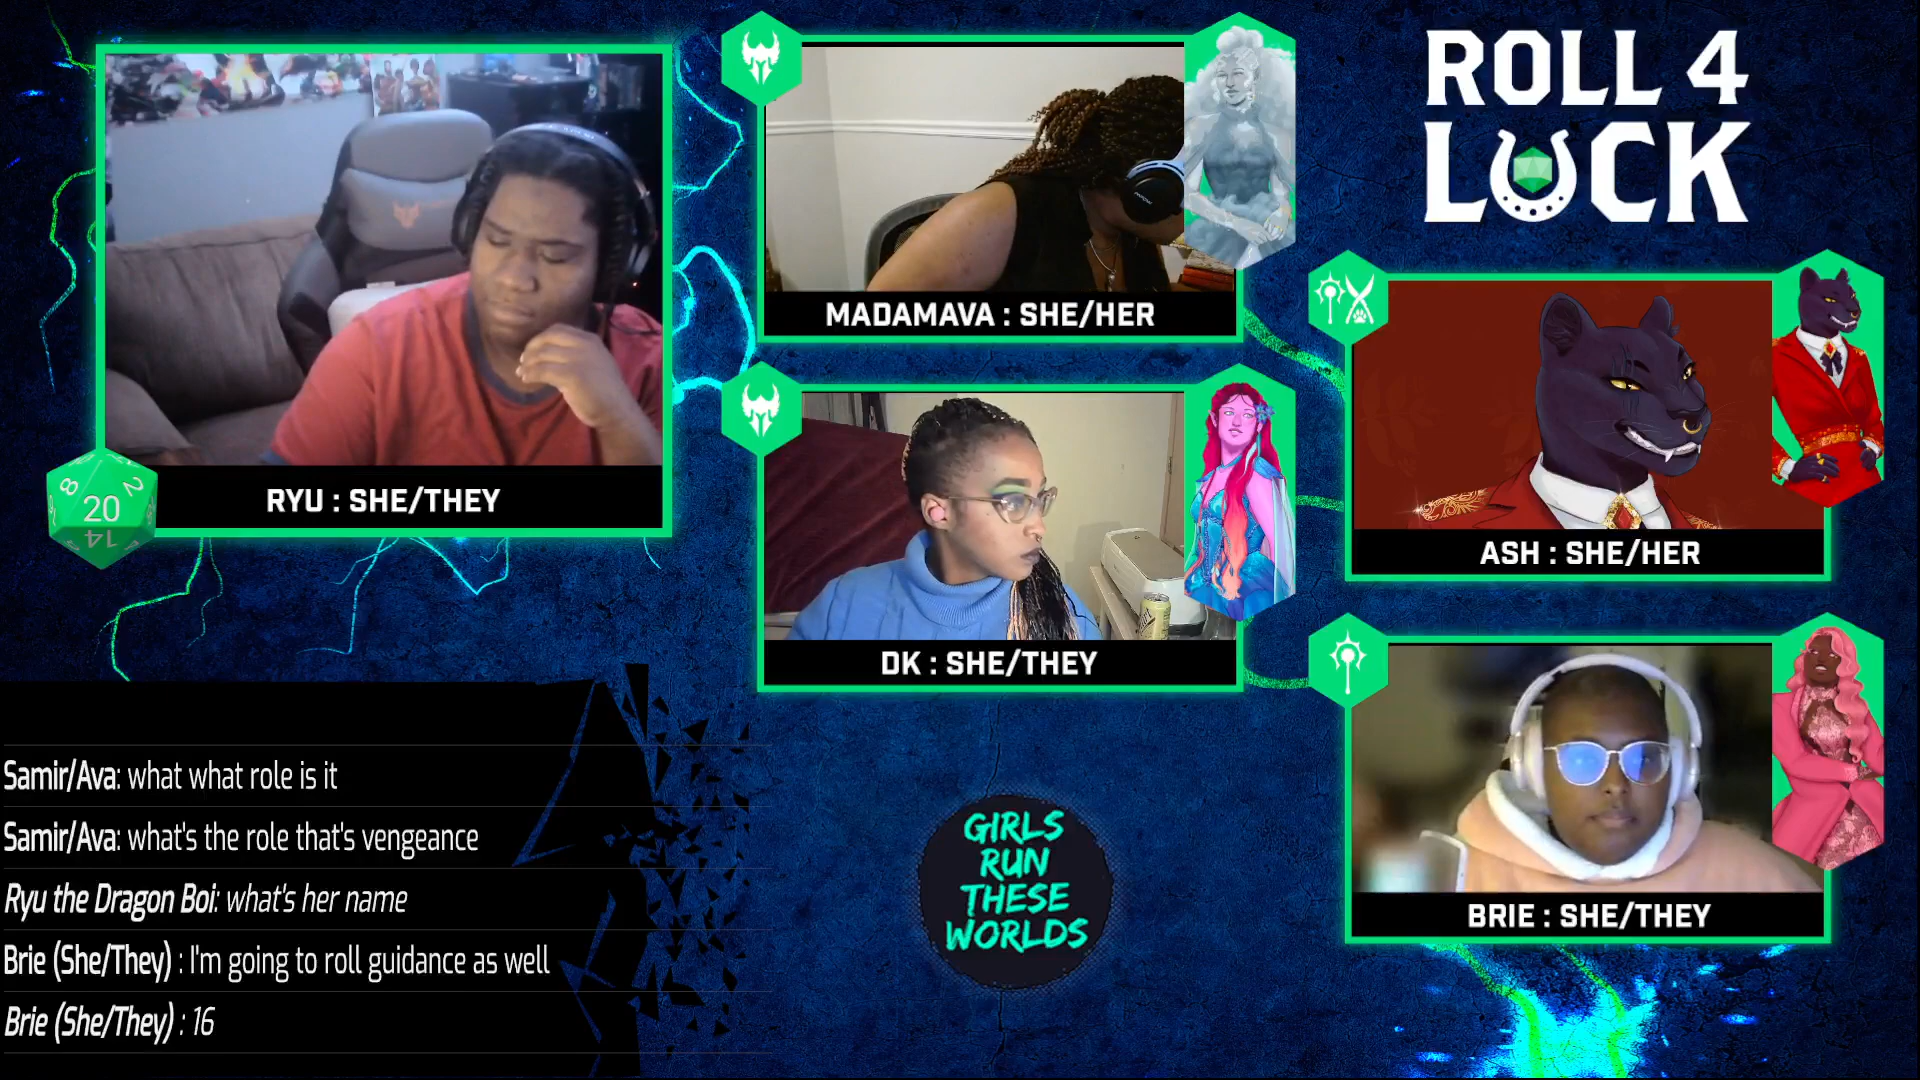 ROLL 4
LUCK
RYU : SHE/THEY
8
2
20
14
MADAMAVA : SHE/HER
DK : SHE/THEY
ASH : SHE/HER
BRIE : SHE/THEY
Samir/Ava: what what role is it
Samir/Ava: what's the role that's vengeance
Ryu the Dragon Boi: what's her name
Brie (She/They) : I'm going to roll guidance as well
Brie (She/They) : 16
GIRLS
RUN
THESE
WORLDS